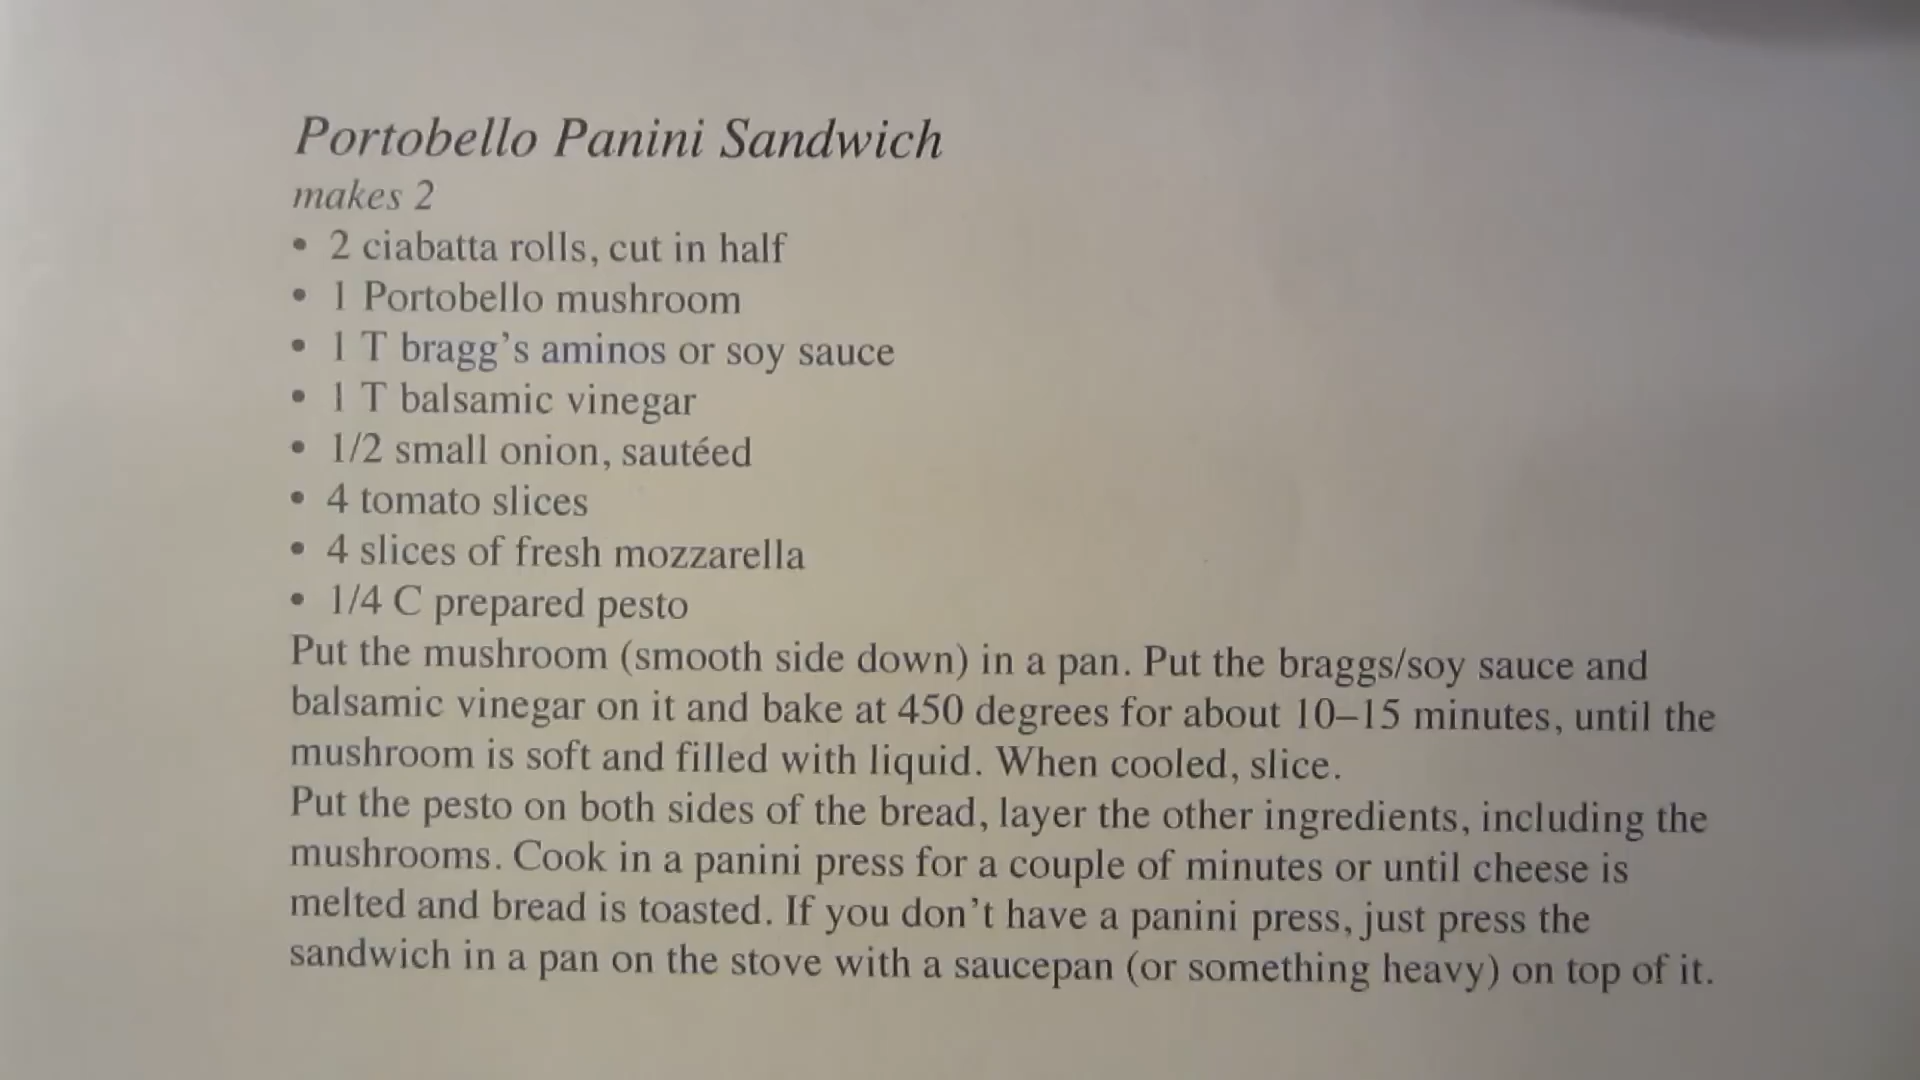 Portobello Panini Sandwich
makes 2
• 2 ciabatta rolls, cut in half
• 1 Portobello mushroom
• 1 T bragg's aminos or soy sauce
• 1 T balsamic vinegar
• 1/2 small onion, sautéed
• 4 tomato slices
• 4 slices of fresh mozzarella
• 1/4 C prepared pesto
Put the mushroom (smooth side down) in a pan. Put the braggs/soy sauce and
balsamic vinegar on it and bake at 450 degrees for about 10–15 minutes, until the
mushroom is soft and filled with liquid. When cooled, slice.
Put the pesto on both sides of the bread, layer the other ingredients, including the
mushrooms. Cook in a panini press for a couple of minutes or until cheese is
melted and bread is toasted. If you don't have a panini press, just press the
sandwich in a pan on the stove with a saucepan (or something heavy) on top of it.